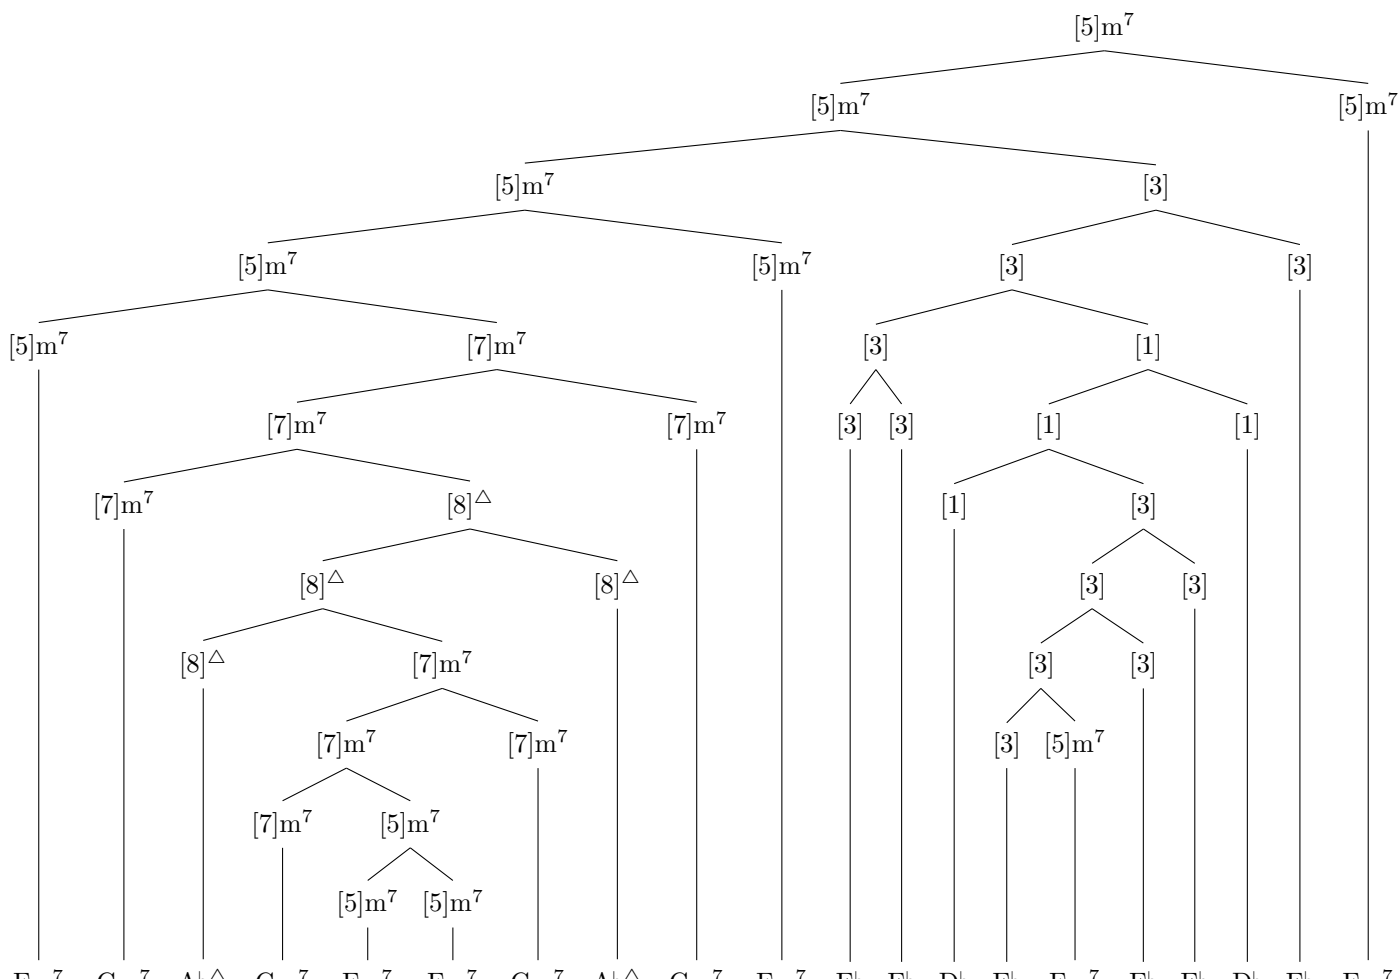 [5]m⁷
[5]m⁷ [5]m⁷
[5]m⁷ [3]
[5]m⁷ [5]m⁷ [3] [3]
[5]m⁷ [7]m⁷ [3] [1]
[7]m⁷ [7]m⁷ [3] [3] [1] [1]
[7]m⁷ [8]△ [1] [3]
[8]△ [8]△ [3] [3]
[8]△ [7]m⁷ [3] [3]
[7]m⁷ [7]m⁷ [3] [5]m⁷
[7]m⁷ [5]m⁷
[5]m⁷ [5]m⁷